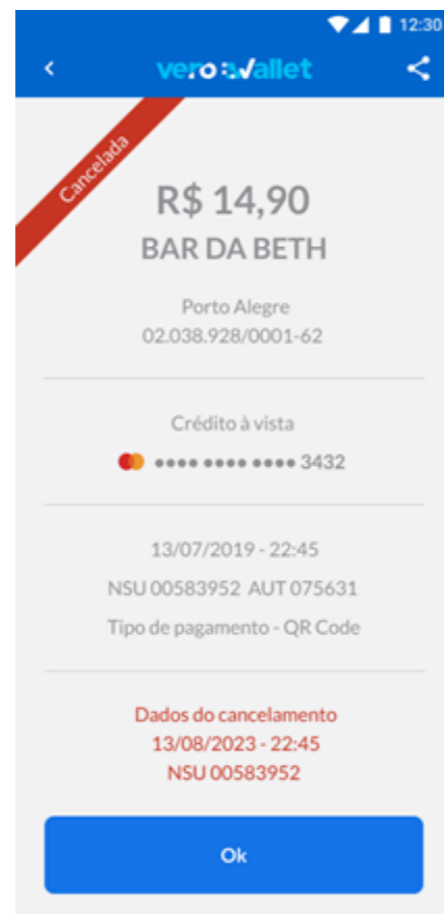 12:30
vero wallet
Cancelada
R$ 14,90
BAR DA BETH
Porto Alegre
02.038.928/0001-62
Crédito à vista
•••• •••• •••• 3432
13/07/2019 - 22:45
NSU 00583952 AUT 075631
Tipo de pagamento - QR Code
Dados do cancelamento
13/08/2023 - 22:45
NSU 00583952
Ok